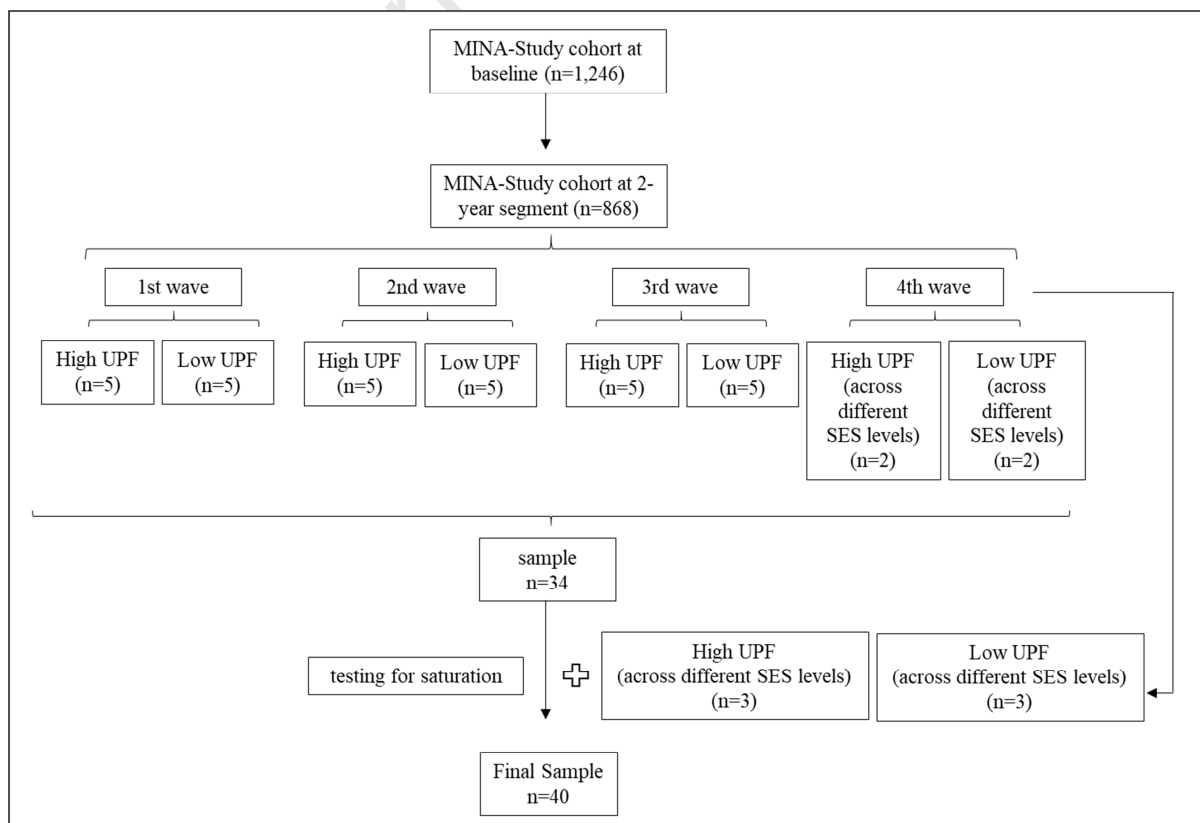 MINA-Study cohort at
baseline (n=1,246)
MINA-Study cohort at 2-
year segment (n=868)
1st wave
2nd wave
3rd wave
4th wave
High UPF
(n=5)
Low UPF
(n=5)
High UPF
(n=5)
Low UPF
(n=5)
High UPF
(n=5)
Low UPF
(n=5)
High UPF
(across
different
SES levels)
(n=2)
Low UPF
(across
different
SES levels)
(n=2)
sample
n=34
testing for saturation
High UPF
(across different SES levels)
(n=3)
Low UPF
(across different SES levels)
(n=3)
Final Sample
n=40